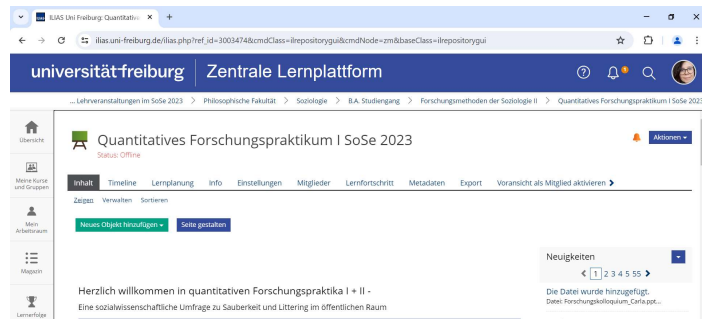 ILIAS Uni Freiburg: Quantitativ
ilias.uni-freiburg.de/ilias.php?ref_id=3003474&cmdClass=ilrepositorygui&cmdNode=zm&baseClass=ilrepositorygui
universität freiburg Zentrale Lernplattform
... Lehrveranstaltungen im SoSe 2023 > Philosophische Fakultät > Soziologie > B.A. Studiengang > Forschungsmethoden der Soziologie II > Quantitatives Forschungspraktikum I SoSe 2023
Übersicht
Meine Kurse
und Gruppen
Mein
Arbeitsraum
Magazin
Lernerfolge
Quantitatives Forschungspraktikum I SoSe 2023
Status: Offline
Aktionen
Inhalt Timeline Lernplanung Info Einstellungen Mitglieder Lernfortschritt Metadaten Export Voransicht als Mitglied aktivieren
Zeigen Verwalten Sortieren
Neues Objekt hinzufügen Seite gestalten
Neuigkeiten
1 2 3 4 5 55
Die Datei wurde hinzugefügt.
Datei: Forschungskolloquium_Carla.ppt...
Herzlich willkommen in quantitativen Forschungspraktika I + II -
Eine sozialwissenschaftliche Umfrage zu Sauberkeit und Littering im öffentlichen Raum